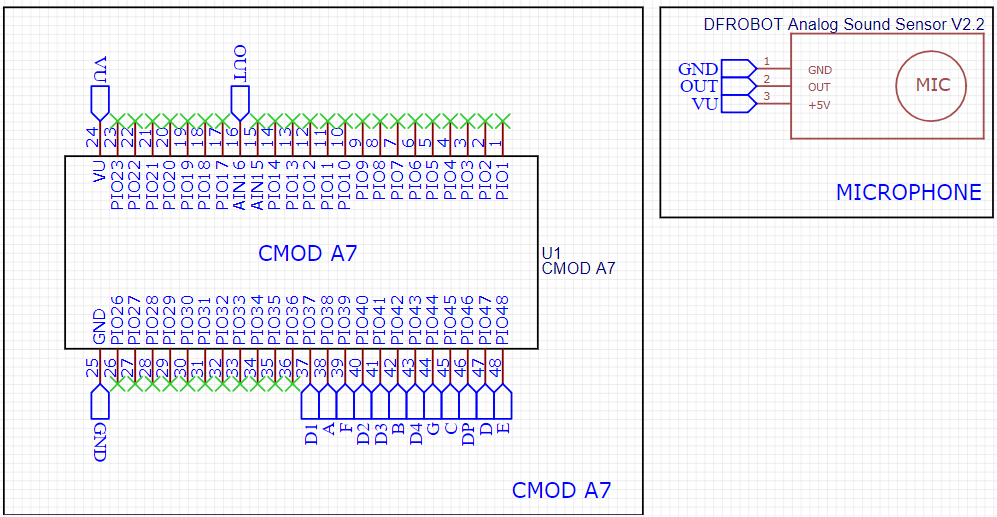 DFROBOT Analog Sound Sensor V2.2
GND 1 GND
OUT 2 OUT
VU 3 +5V
MIC
MICROPHONE
VU OUT
24 23 22 21 20 19 18 17 16 15 14 13 12 11 10 9 8 7 6 5 4 3 2 1
VU PIO23 PIO22 PIO21 PIO20 PIO19 PIO18 PIO17 AIN16 AIN15 PIO14 PIO13 PIO12 PIO11 PIO10 PIO9 PIO8 PIO7 PIO6 PIO5 PIO4 PIO3 PIO2 PIO1
CMOD A7
U1
CMOD A7
GND PIO26 PIO27 PIO28 PIO29 PIO30 PIO31 PIO32 PIO33 PIO34 PIO35 PIO36 PIO37 PIO38 PIO39 PIO40 PIO41 PIO42 PIO43 PIO44 PIO45 PIO46 PIO47 PIO48
25 26 27 28 29 30 31 32 33 34 35 36 37 38 39 40 41 42 43 44 45 46 47 48
GND D1 A F D2 D3 B D4 G C DP D E
CMOD A7